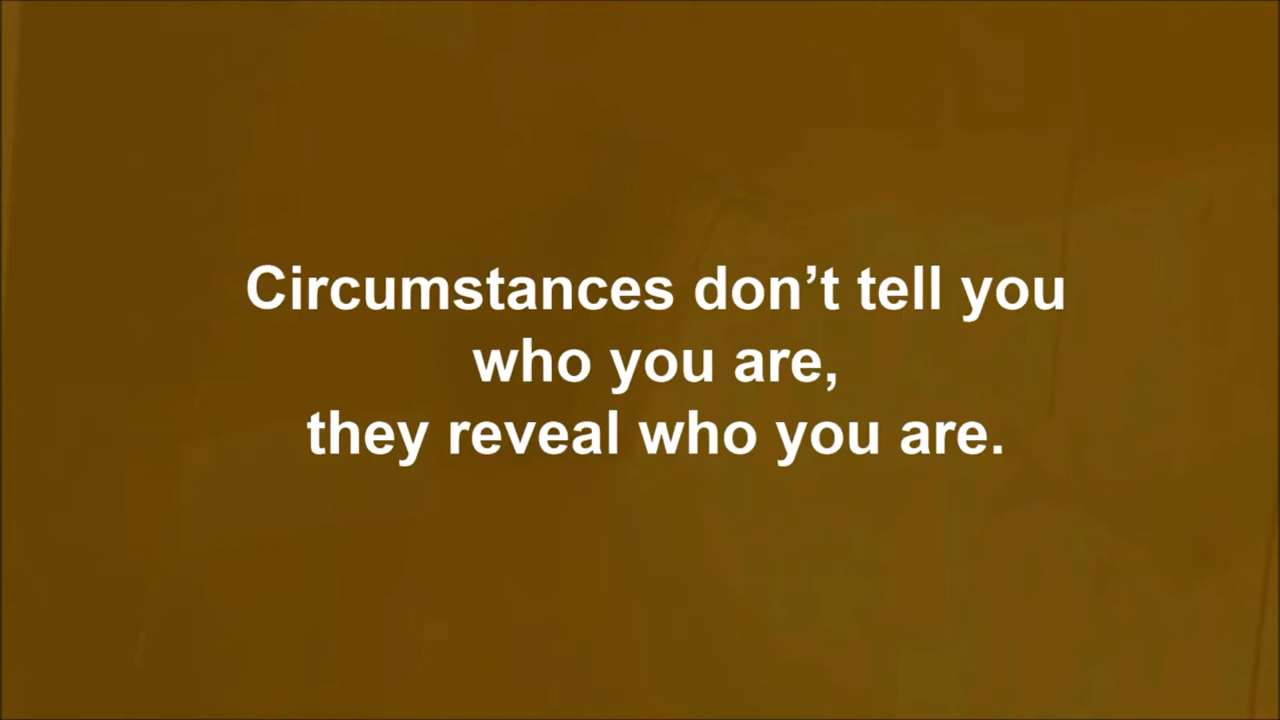 Circumstances don’t tell you
who you are,
they reveal who you are.